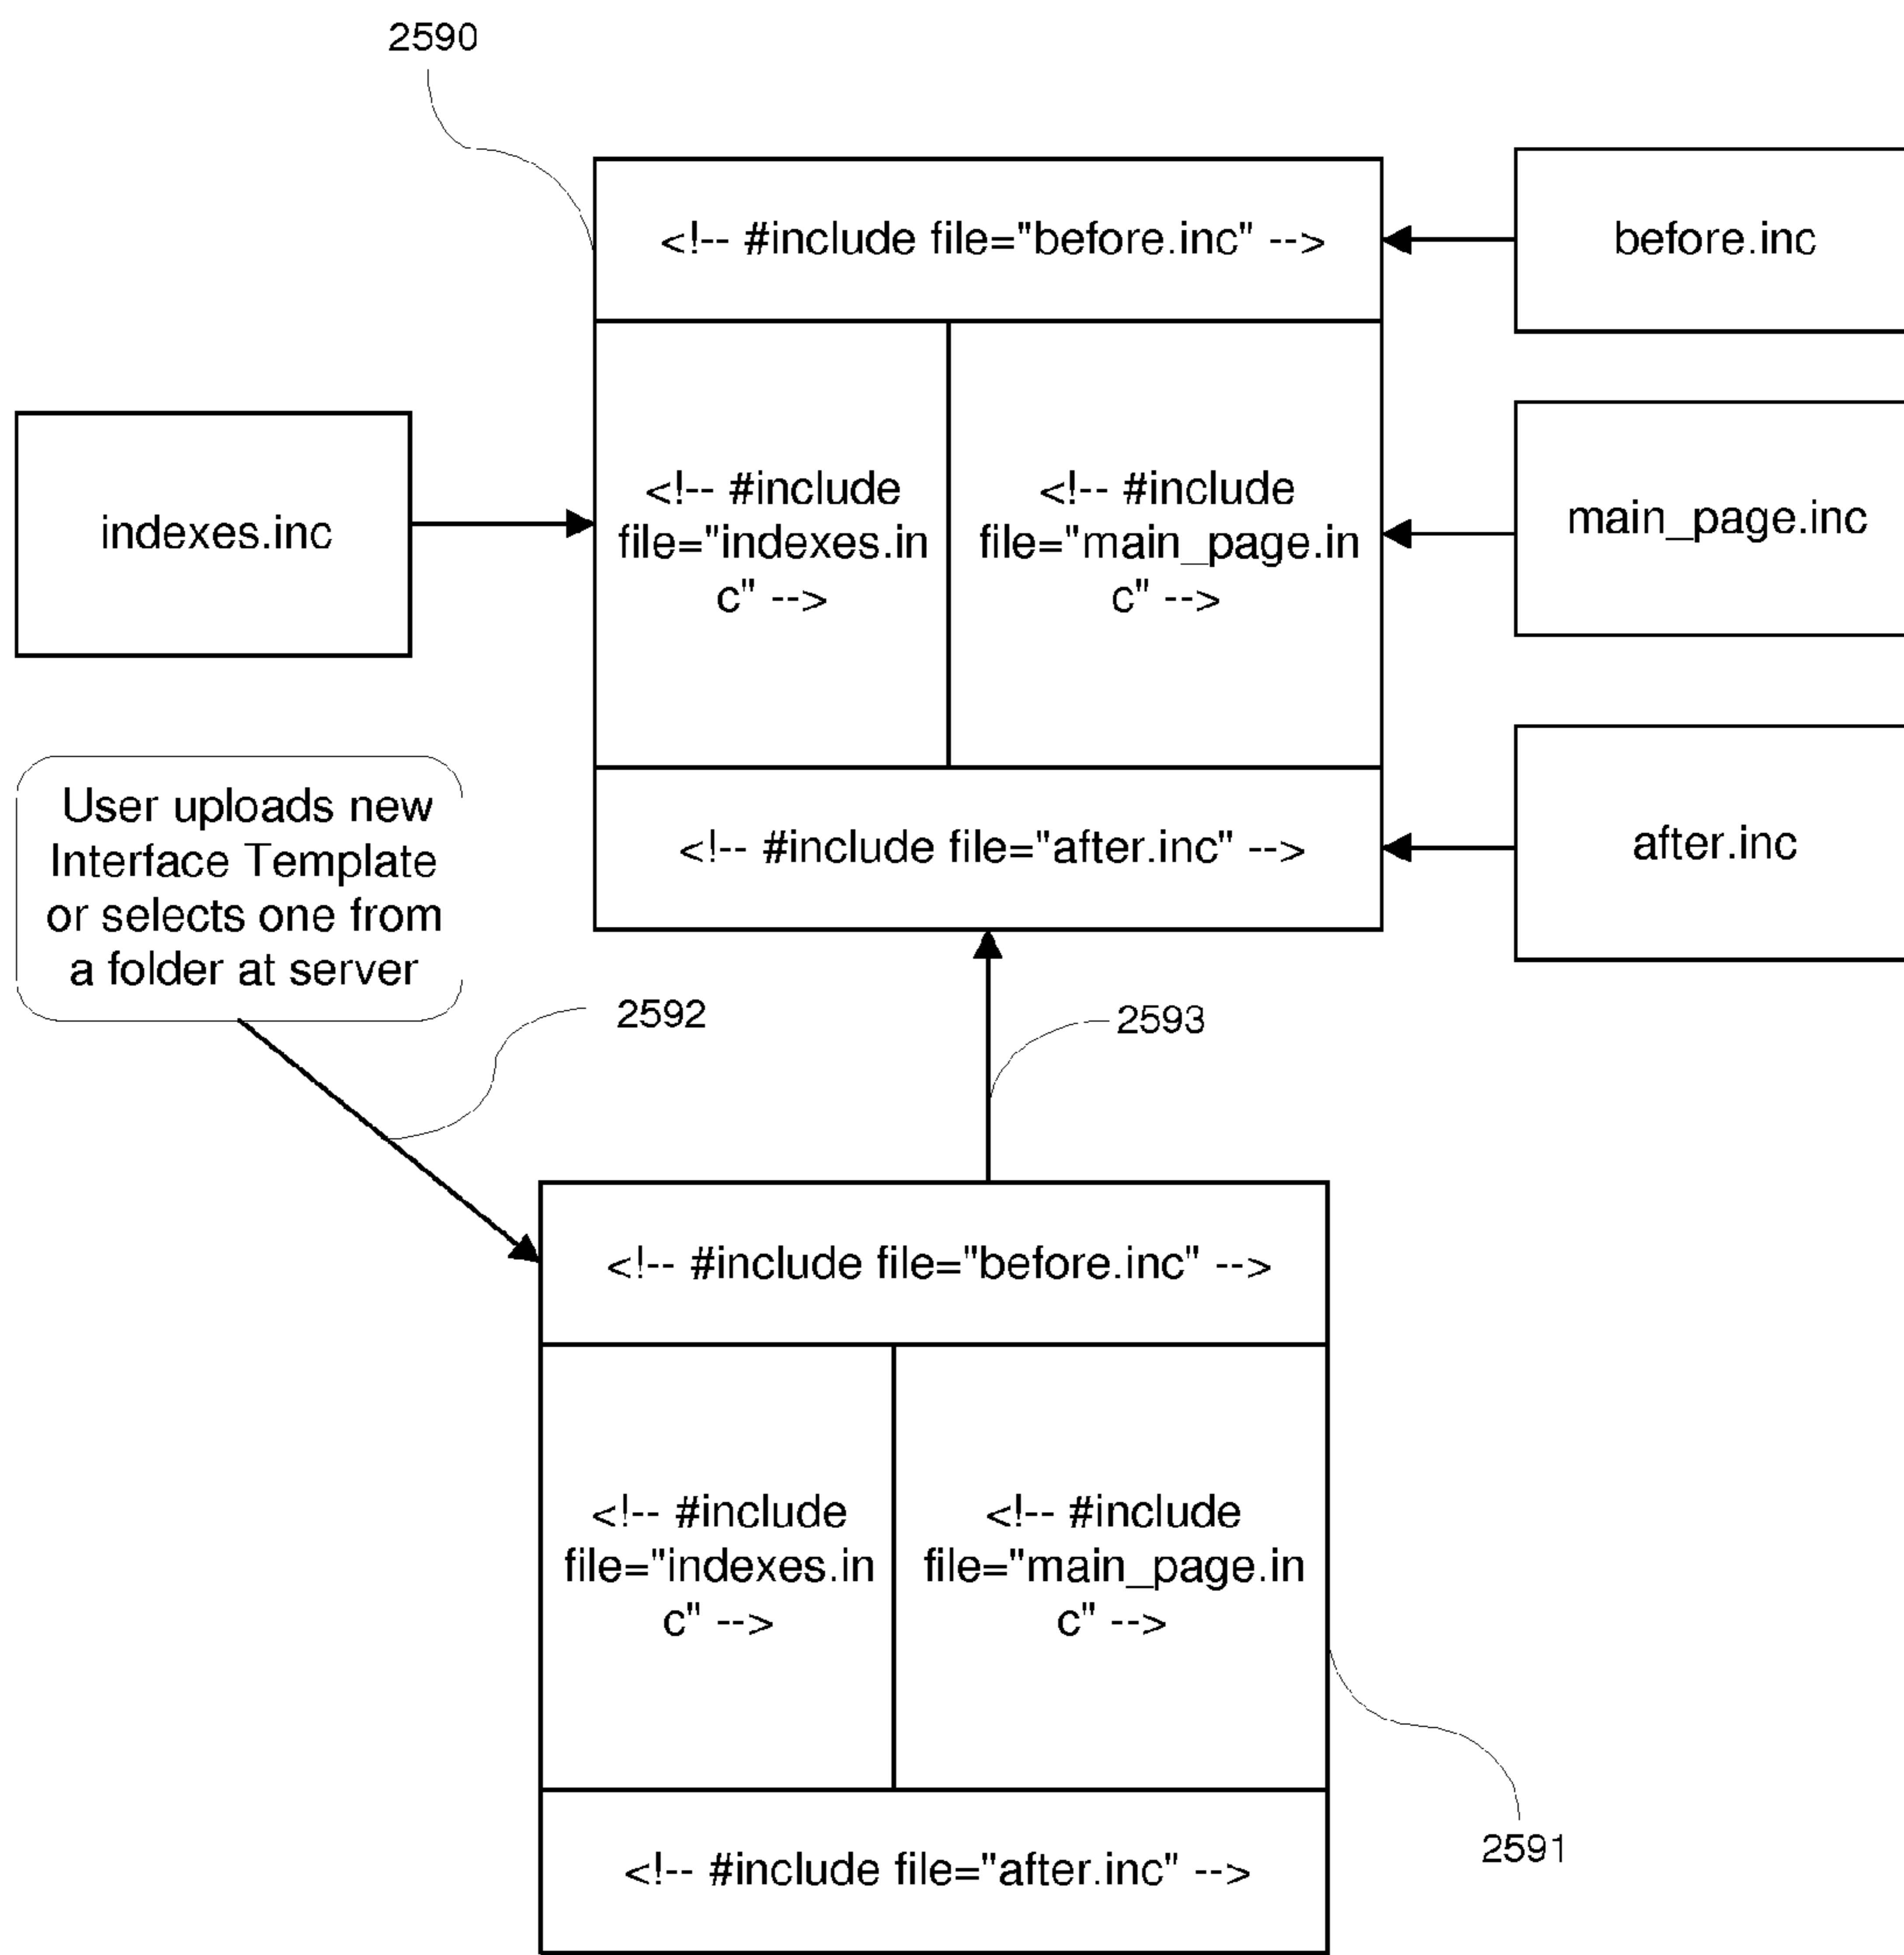 2590
<!-- #include file="before.inc" -->
before.inc
indexes.inc
<!-- #include
file="indexes.in
c" -->
<!-- #include
file="main_page.in
c" -->
main_page.inc
User uploads new
Interface Template
or selects one from
a folder at server
<!-- #include file="after.inc" -->
after.inc
2592
2593
<!-- #include file="before.inc" -->
<!-- #include
file="indexes.in
c" -->
<!-- #include
file="main_page.in
c" -->
2591
<!-- #include file="after.inc" -->